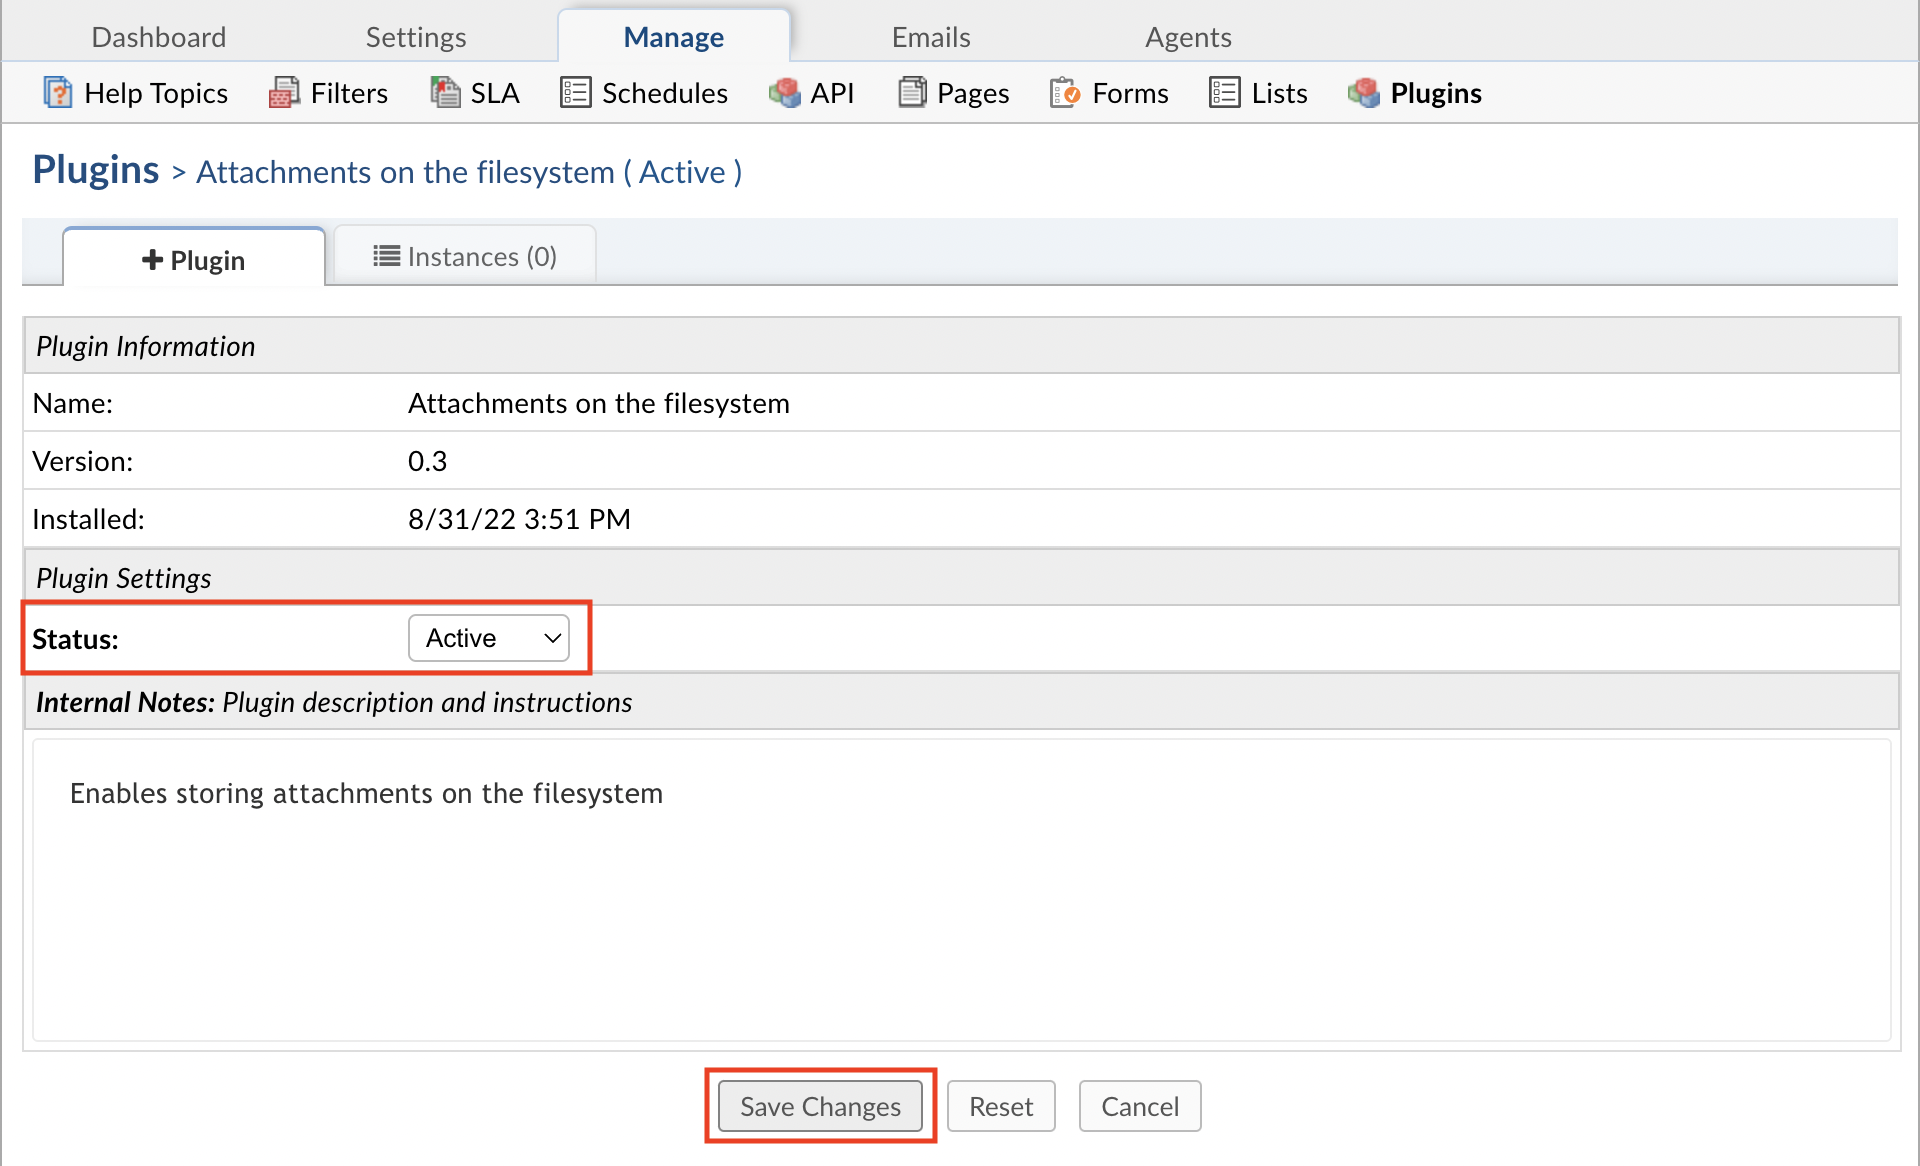 Dashboard Settings Manage Emails Agents
Help Topics Filters SLA Schedules API Pages Forms Lists Plugins
Plugins > Attachments on the filesystem ( Active )
Plugin Instances (0)
Plugin Information
Name: Attachments on the filesystem
Version: 0.3
Installed: 8/31/22 3:51 PM
Plugin Settings
Status: Active
Internal Notes: Plugin description and instructions
Enables storing attachments on the filesystem
Save Changes Reset Cancel